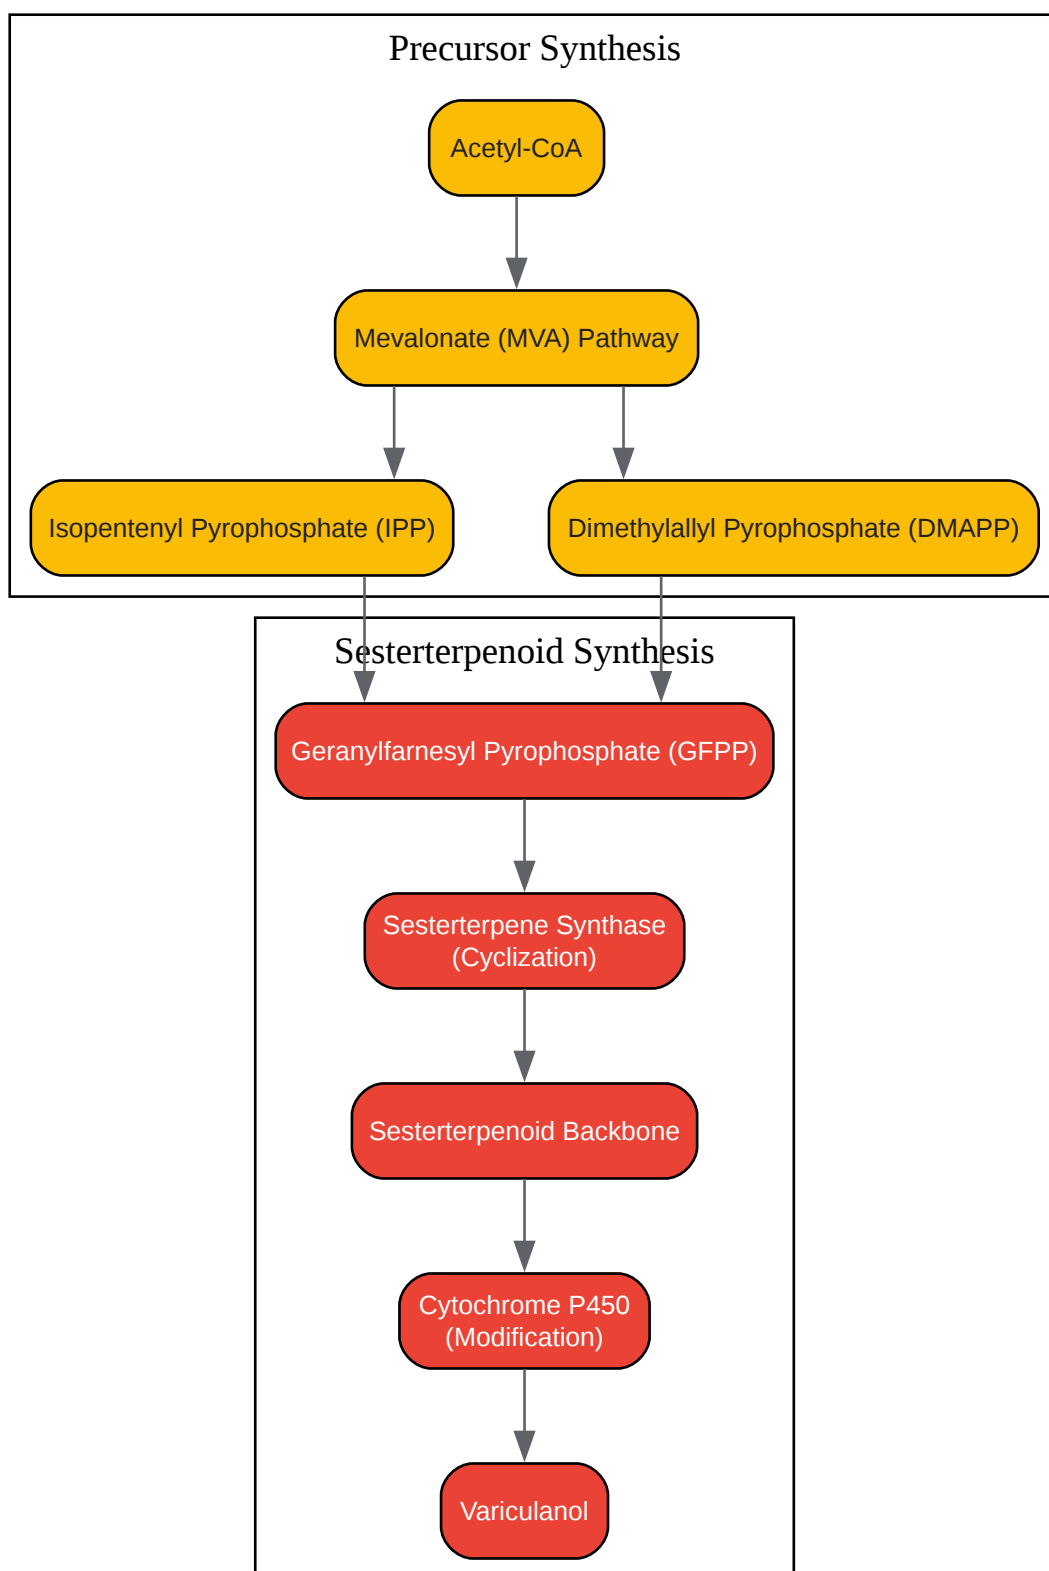 Precursor Synthesis
Acetyl-CoA
Mevalonate (MVA) Pathway
Isopentenyl Pyrophosphate (IPP)
Dimethylallyl Pyrophosphate (DMAPP)
Sesterterpenoid Synthesis
Geranylfarnesyl Pyrophosphate (GFPP)
Sesterterpene Synthase
(Cyclization)
Sesterterpenoid Backbone
Cytochrome P450
(Modification)
Variculanol